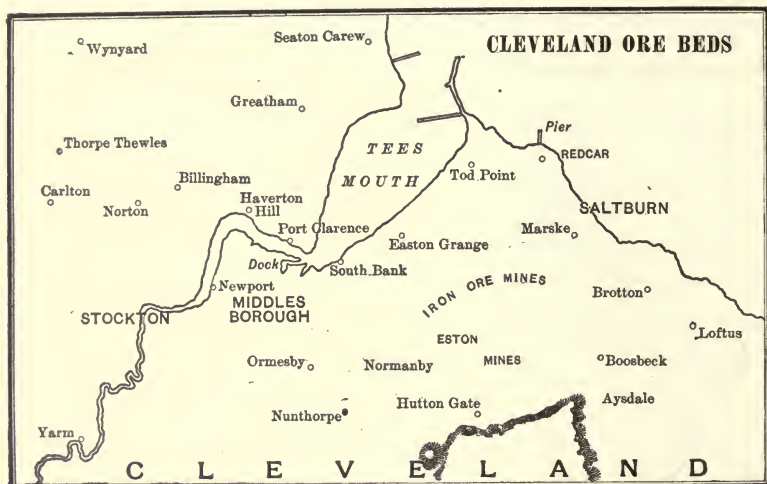 CLEVELAND ORE BEDS
Wynyard
Seaton Carew
Greatham
Pier
Thorpe Thewles
TEES
MOUTH
REDCAR
Tod Point
Billingham
Carlton
Norton
Haverton
Hill
SALTBURN
Port Clarence
Easton Grange
Marske
Dock
South Bank
Newport
IRON ORE MINES
Brotton
MIDDLES
BOROUGH
STOCKTON
Loftus
ESTON
MINES
Ormesby
Normanby
Boosbeck
Aysdale
Nunthorpe
Hutton Gate
Yarm
CLEVELAND